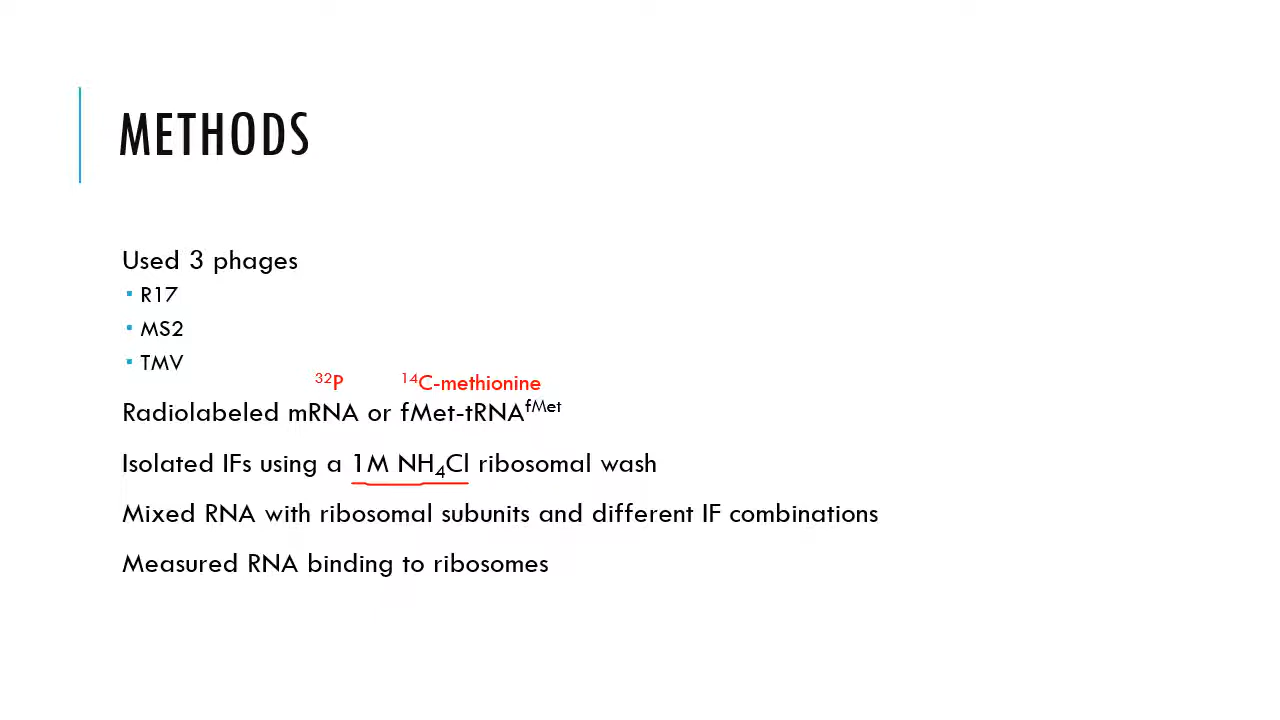 METHODS
Used 3 phages
▪ R17
▪ MS2
▪ TMV
³²P ¹⁴C-methionine
Radiolabeled mRNA or fMet-tRNAᶠᴹᵉᵗ
Isolated IFs using a 1M NH₄Cl ribosomal wash
Mixed RNA with ribosomal subunits and different IF combinations
Measured RNA binding to ribosomes